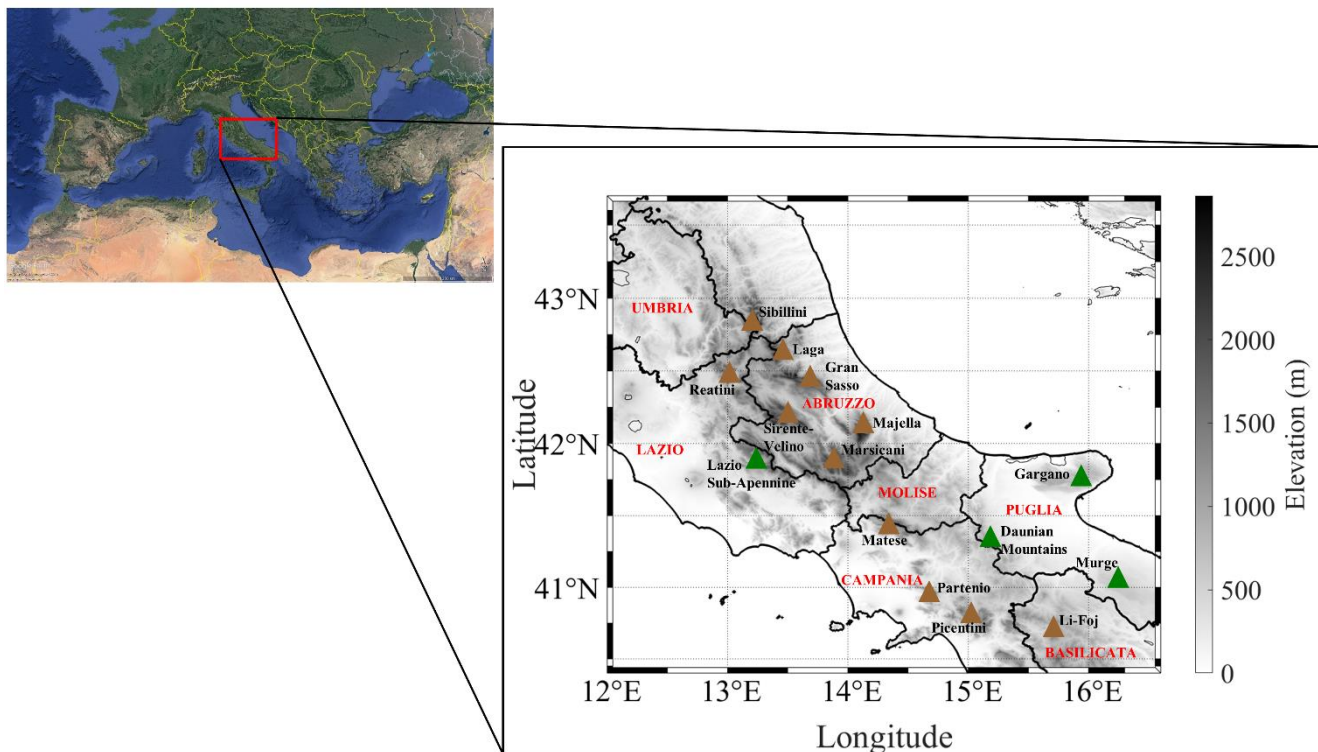 UMBRIA
Sibillini
Laga
Gran
Sasso
Reatini
ABRUZZO
Majella
Sirente-
Velino
LAZIO
Marsicani
Lazio
Sub-Apennine
MOLISE
Gargano
PUGLIA
Matese
Daunian
Mountains
Murge
CAMPANIA
Partenio
Picentini
Li-Foj
BASILICATA
43°N
42°N
41°N
Latitude
12°E
13°E
14°E
15°E
16°E
Longitude
2500
2000
1500
1000
500
0
Elevation (m)